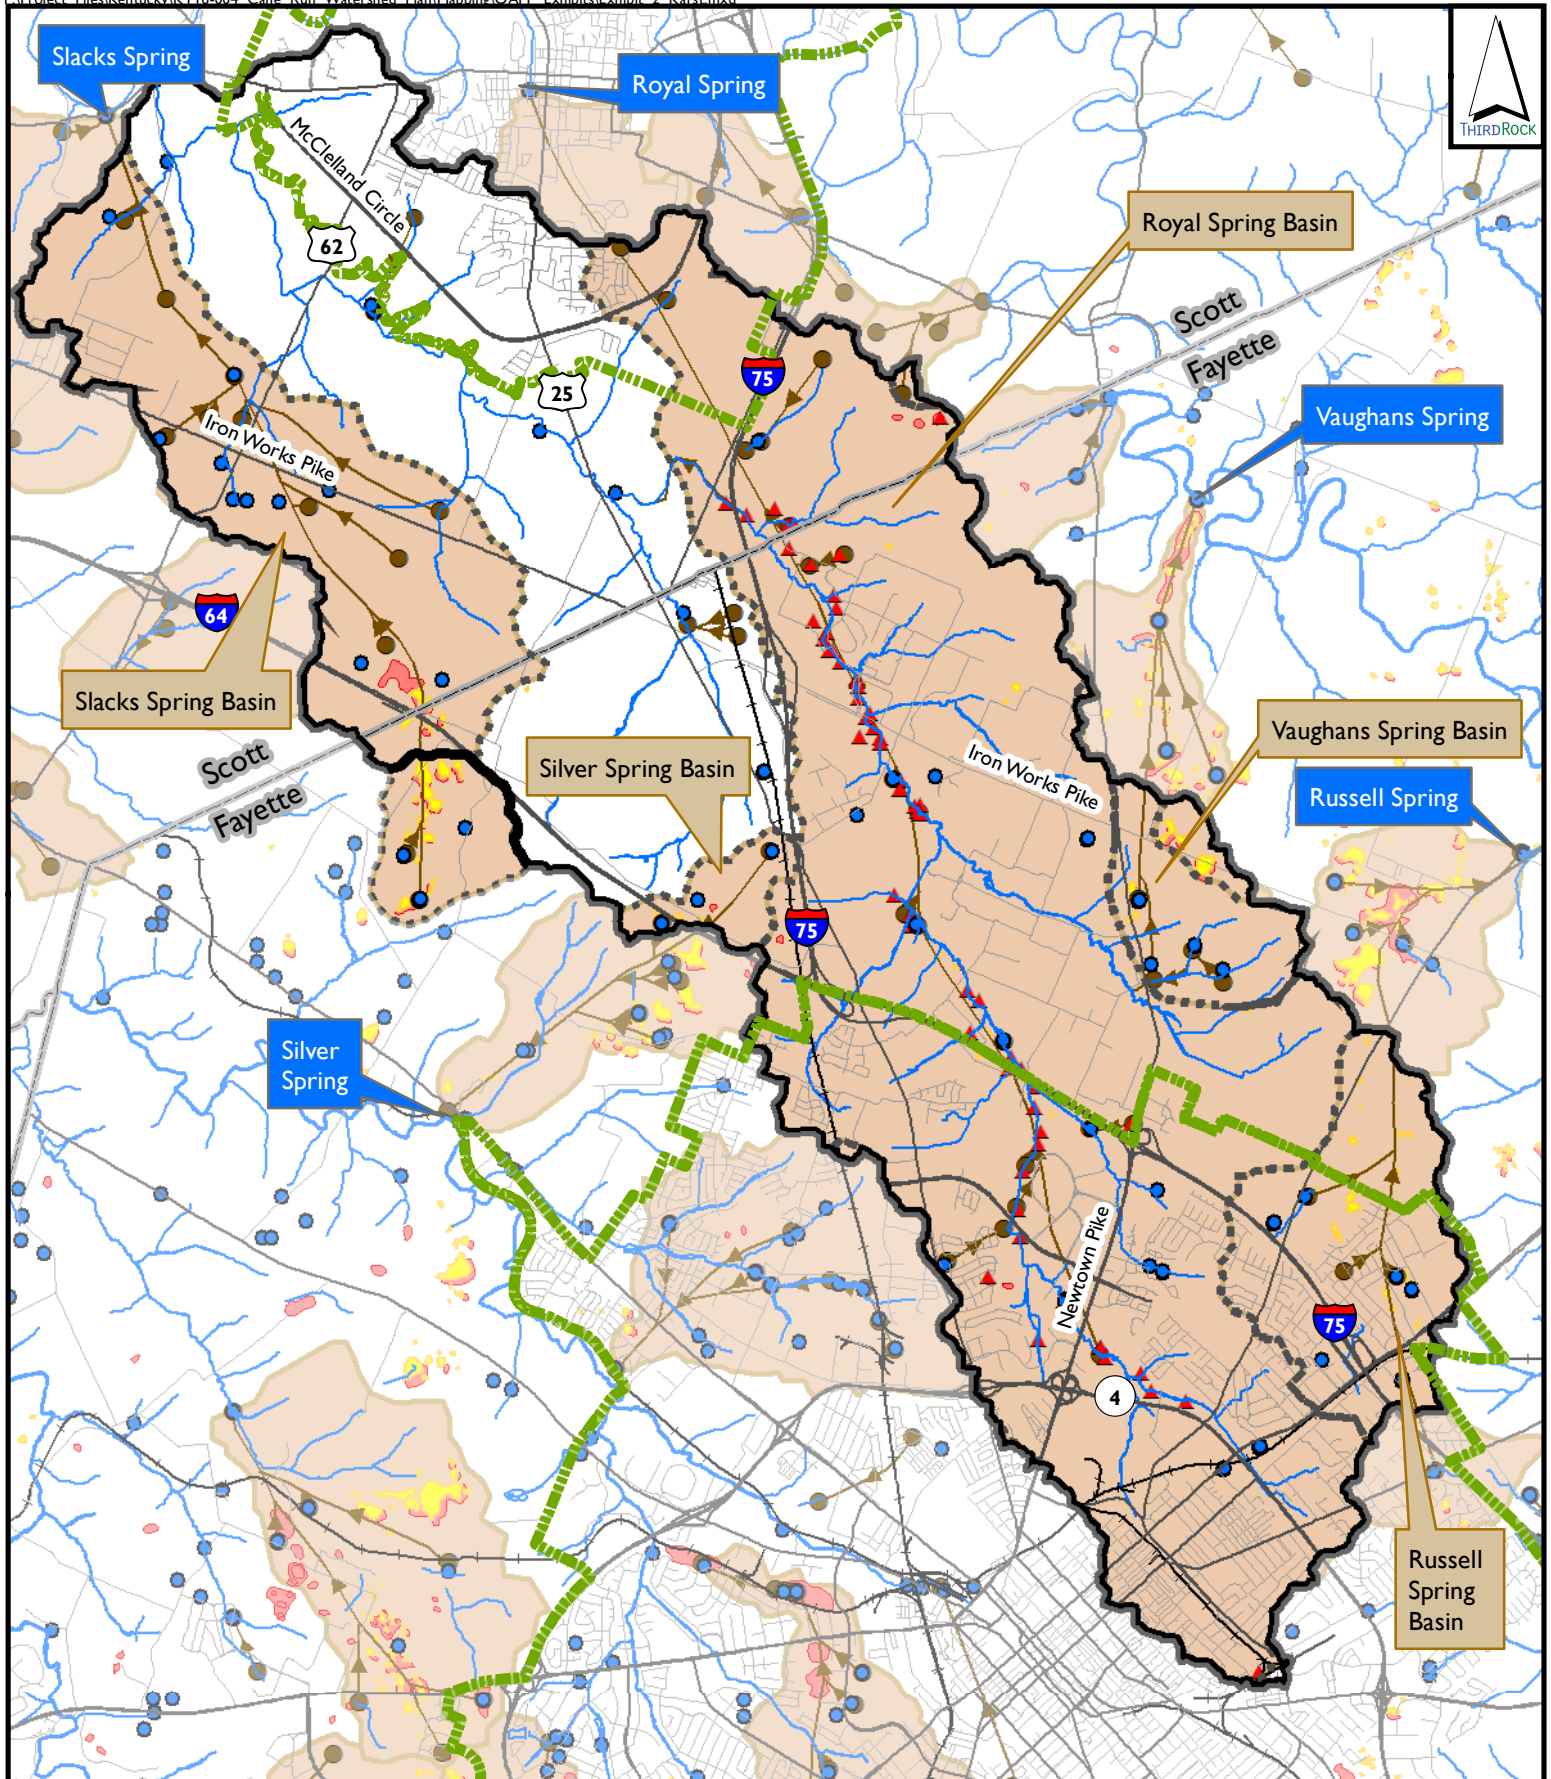 Slacks Spring
Royal Spring
THIRDROCK
McClelland Circle
62
Royal Spring Basin
Scott
Fayette
75
25
Vaughans Spring
Iron Works Pike
64
Slacks Spring Basin
Scott
Fayette
Silver Spring Basin
Iron Works Pike
Vaughans Spring Basin
Russell Spring
75
Silver
Spring
Newtown Pike
75
4
Russell
Spring
Basin